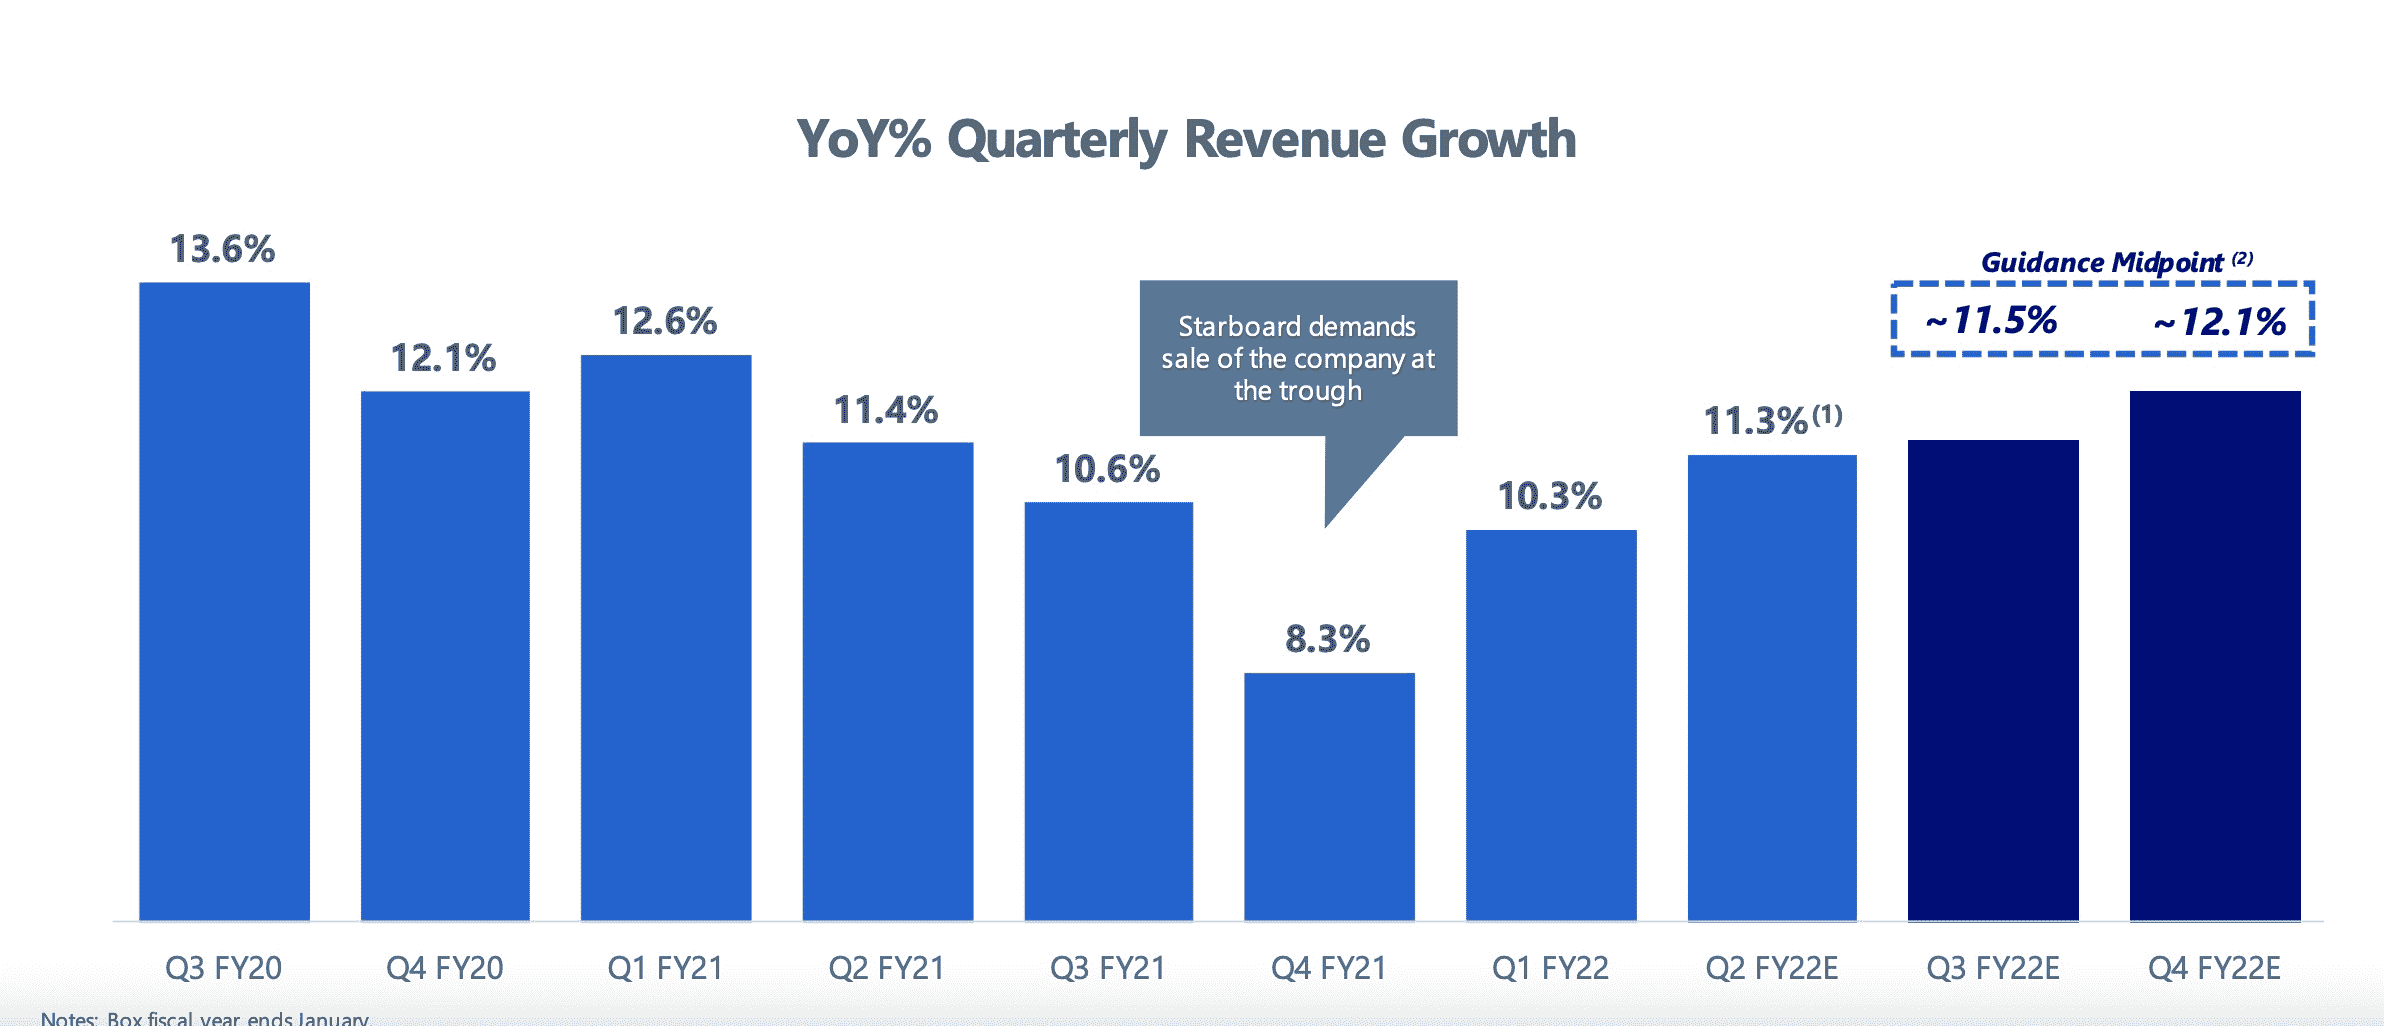 YoY% Quarterly Revenue Growth
13.6%
12.1%
12.6%
11.4%
10.6%
Starboard demands
sale of the company at
the trough
8.3%
10.3%
11.3%(1)
Guidance Midpoint (2)
~11.5% ~12.1%
Q3 FY20 Q4 FY20 Q1 FY21 Q2 FY21 Q3 FY21 Q4 FY21 Q1 FY22 Q2 FY22E Q3 FY22E Q4 FY22E
Notes: Box fiscal year ends January.